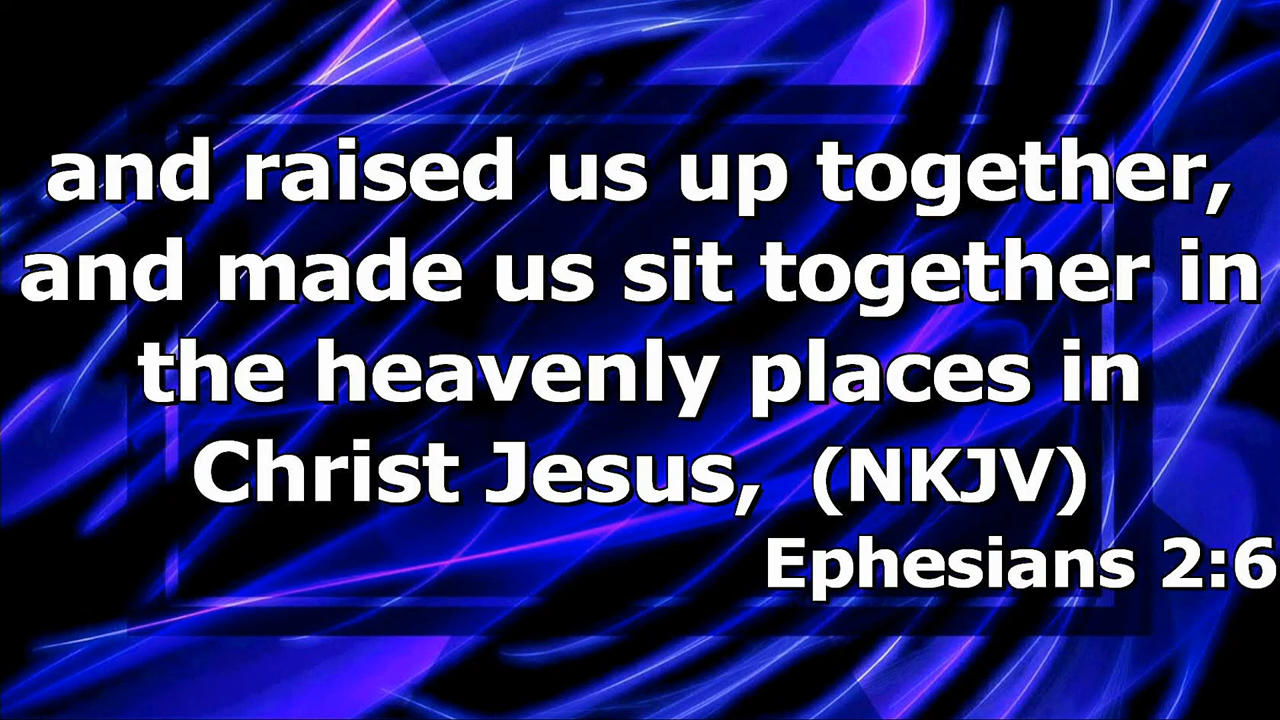 and raised us up together,
and made us sit together in
the heavenly places in
Christ Jesus,  (NKJV)
Ephesians 2:6